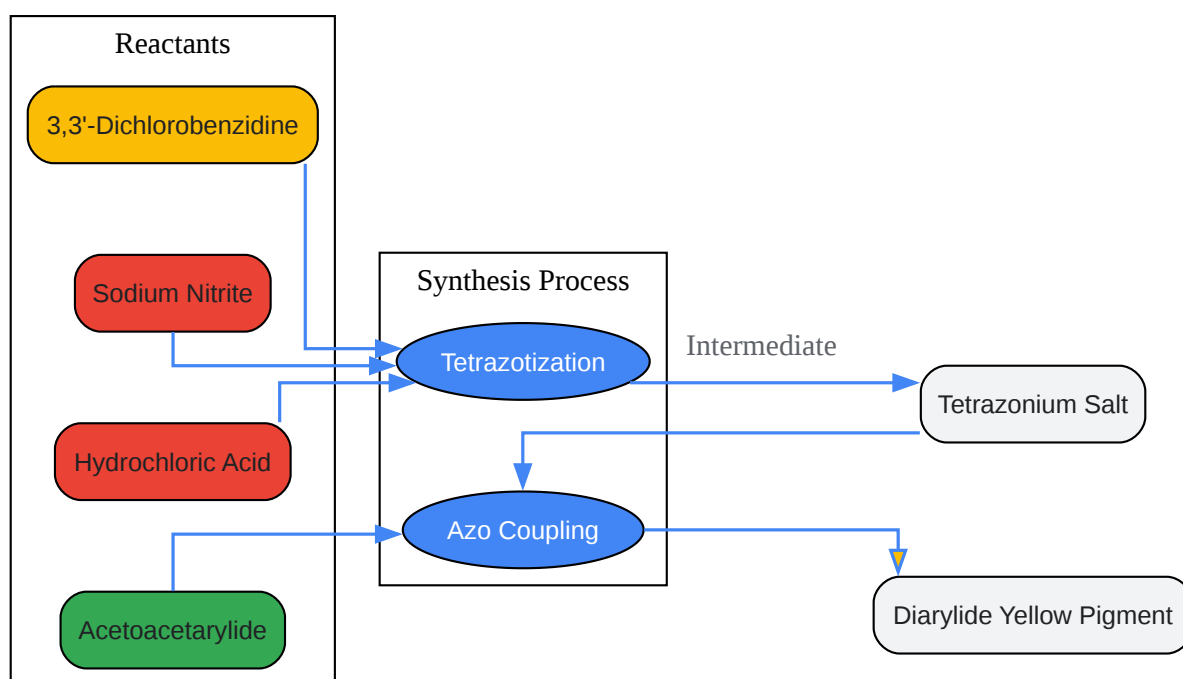 Reactants
3,3'-Dichlorobenzidine
Sodium Nitrite
Synthesis Process
Tetrazotization
Intermediate
Tetrazonium Salt
Hydrochloric Acid
Azo Coupling
Diarylide Yellow Pigment
Acetoacetarylide